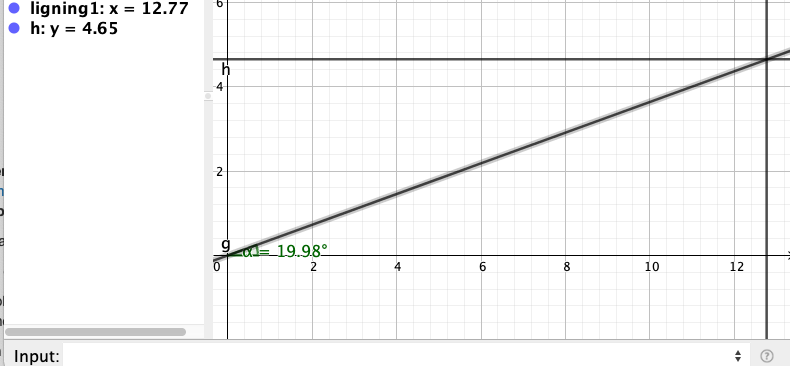 ligning1: x = 12.77
h: y = 4.65
6
h
4
2
g
α = 19.98°
0 2 4 6 8 10 12
Input:
?